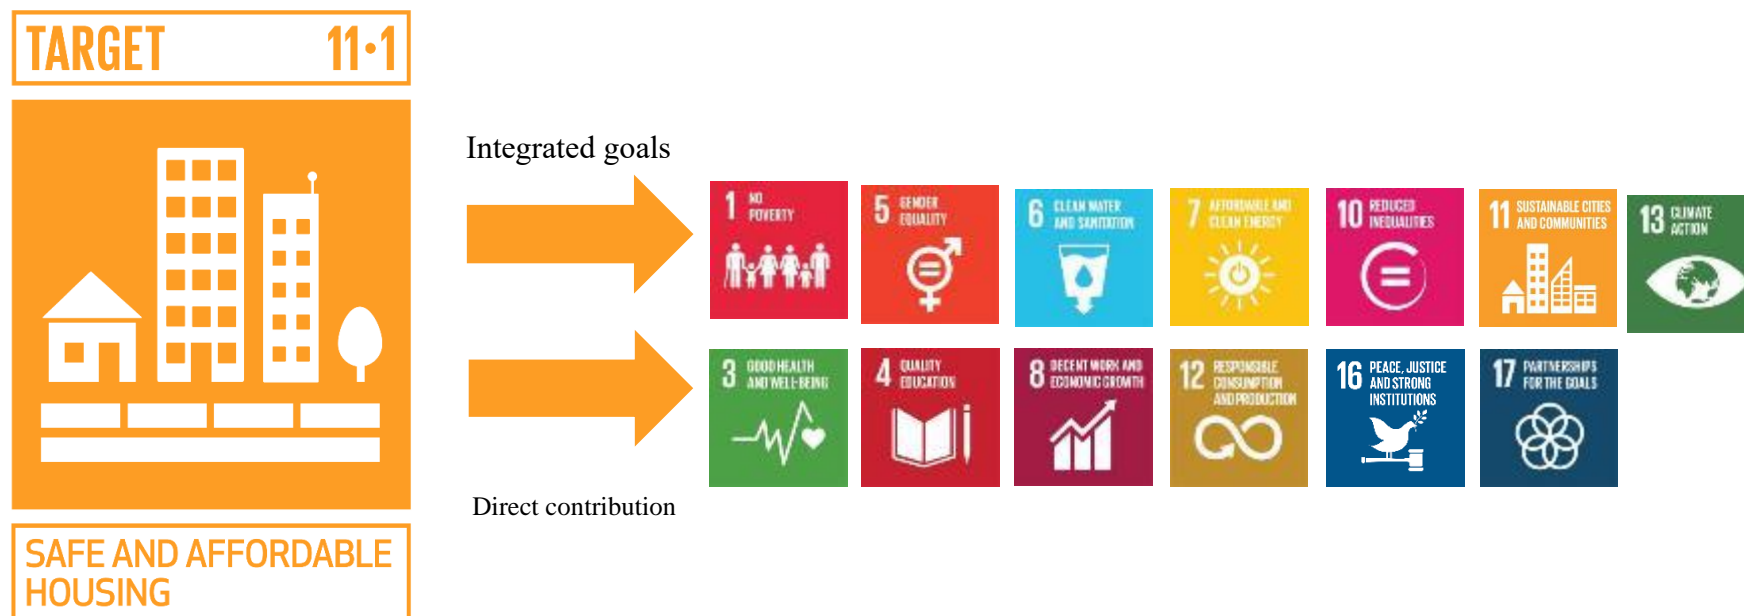 TARGET 11·1
SAFE AND AFFORDABLE
HOUSING
Integrated goals
1 NO
POVERTY
5 GENDER
EQUALITY
6 CLEAN WATER
AND SANITATION
7 AFFORDABLE AND
CLEAN ENERGY
10 REDUCED
INEQUALITIES
11 SUSTAINABLE CITIES
AND COMMUNITIES
13 CLIMATE
ACTION
3 GOOD HEALTH
AND WELL-BEING
4 QUALITY
EDUCATION
8 DECENT WORK AND
ECONOMIC GROWTH
12 RESPONSIBLE
CONSUMPTION
AND PRODUCTION
16 PEACE, JUSTICE
AND STRONG
INSTITUTIONS
17 PARTNERSHIPS
FOR THE GOALS
Direct contribution